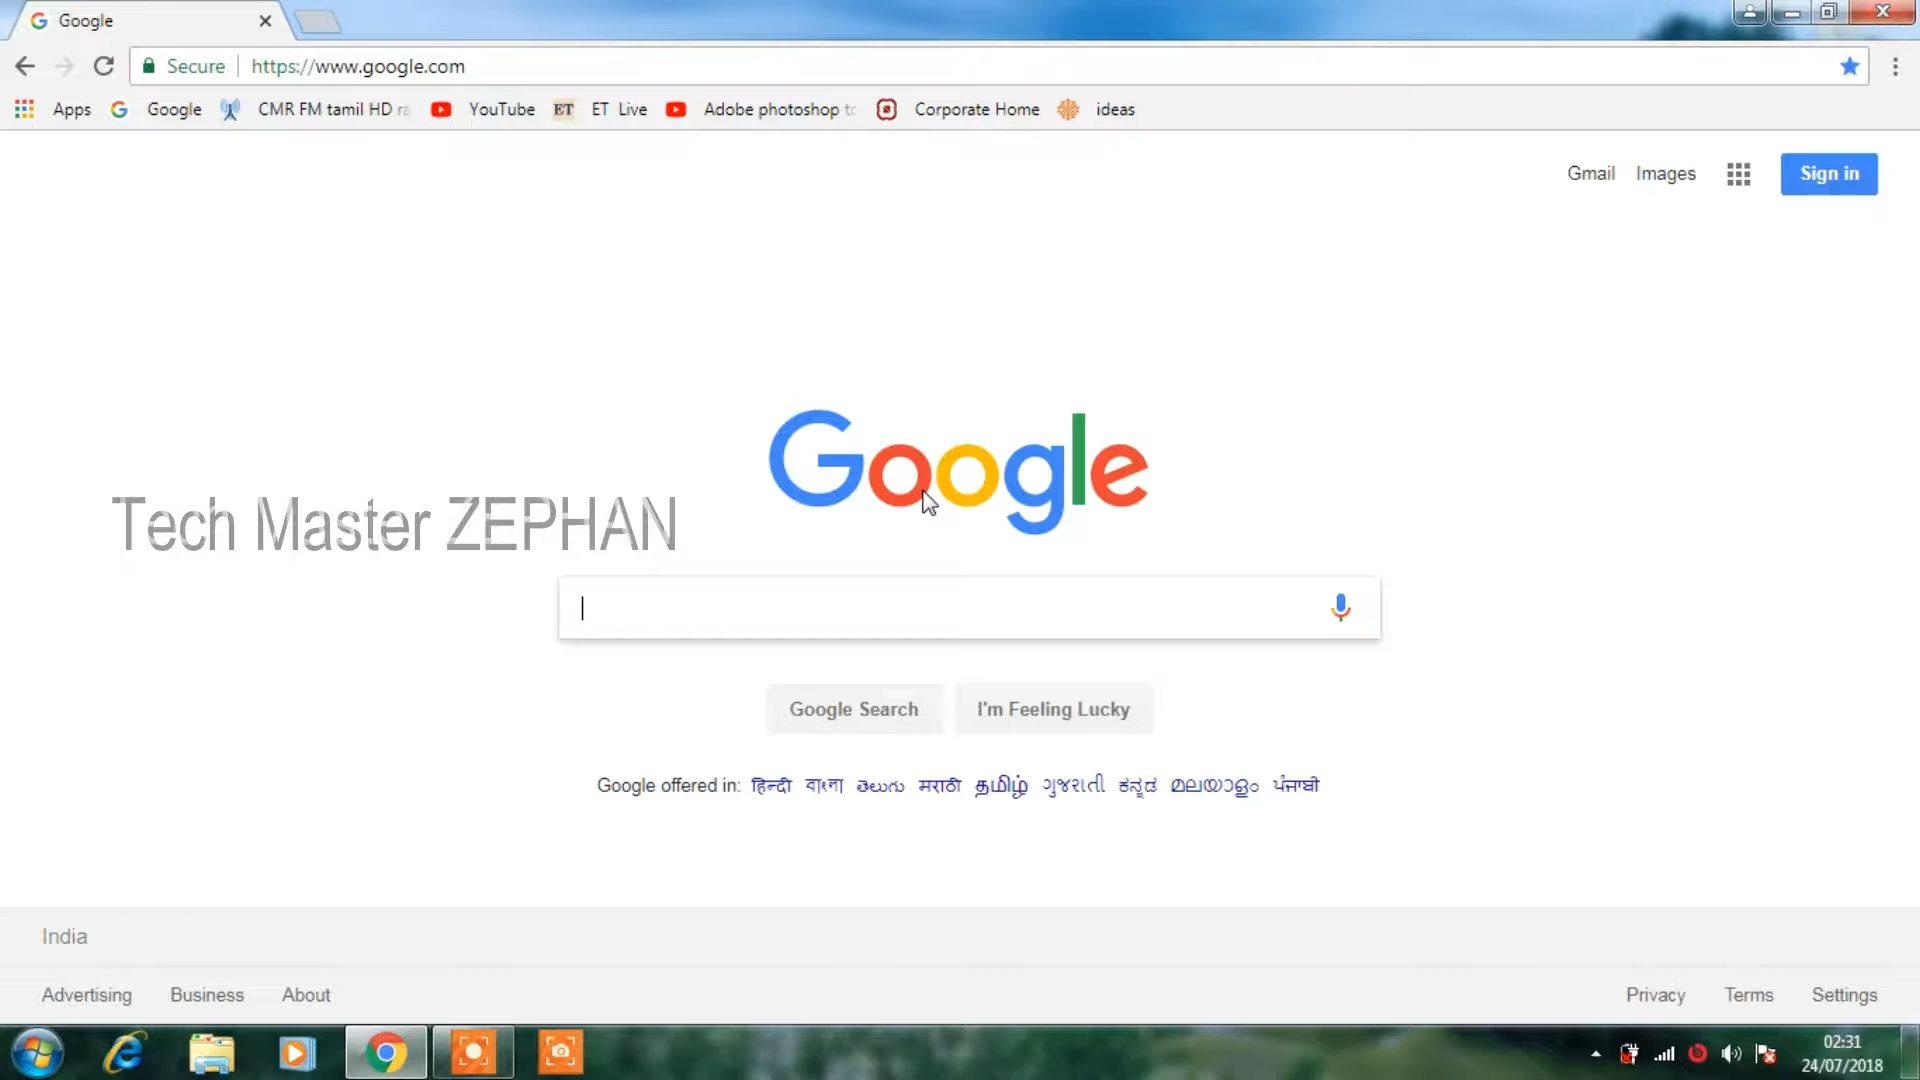 Google
Secure https://www.google.com
Apps Google CMR FM tamil HD ra YouTube ET ET Live Adobe photoshop to Corporate Home ideas
Gmail Images Sign in
Google
Tech Master ZEPHAN
Google Search I'm Feeling Lucky
Google offered in: हिन्दी বাংলা తెలుగు मराठी தமிழ் ગુજરાતી ಕನ್ನಡ മലയാളം ਪੰਜਾਬੀ
India
Advertising Business About Privacy Terms Settings
02:31
24/07/2018